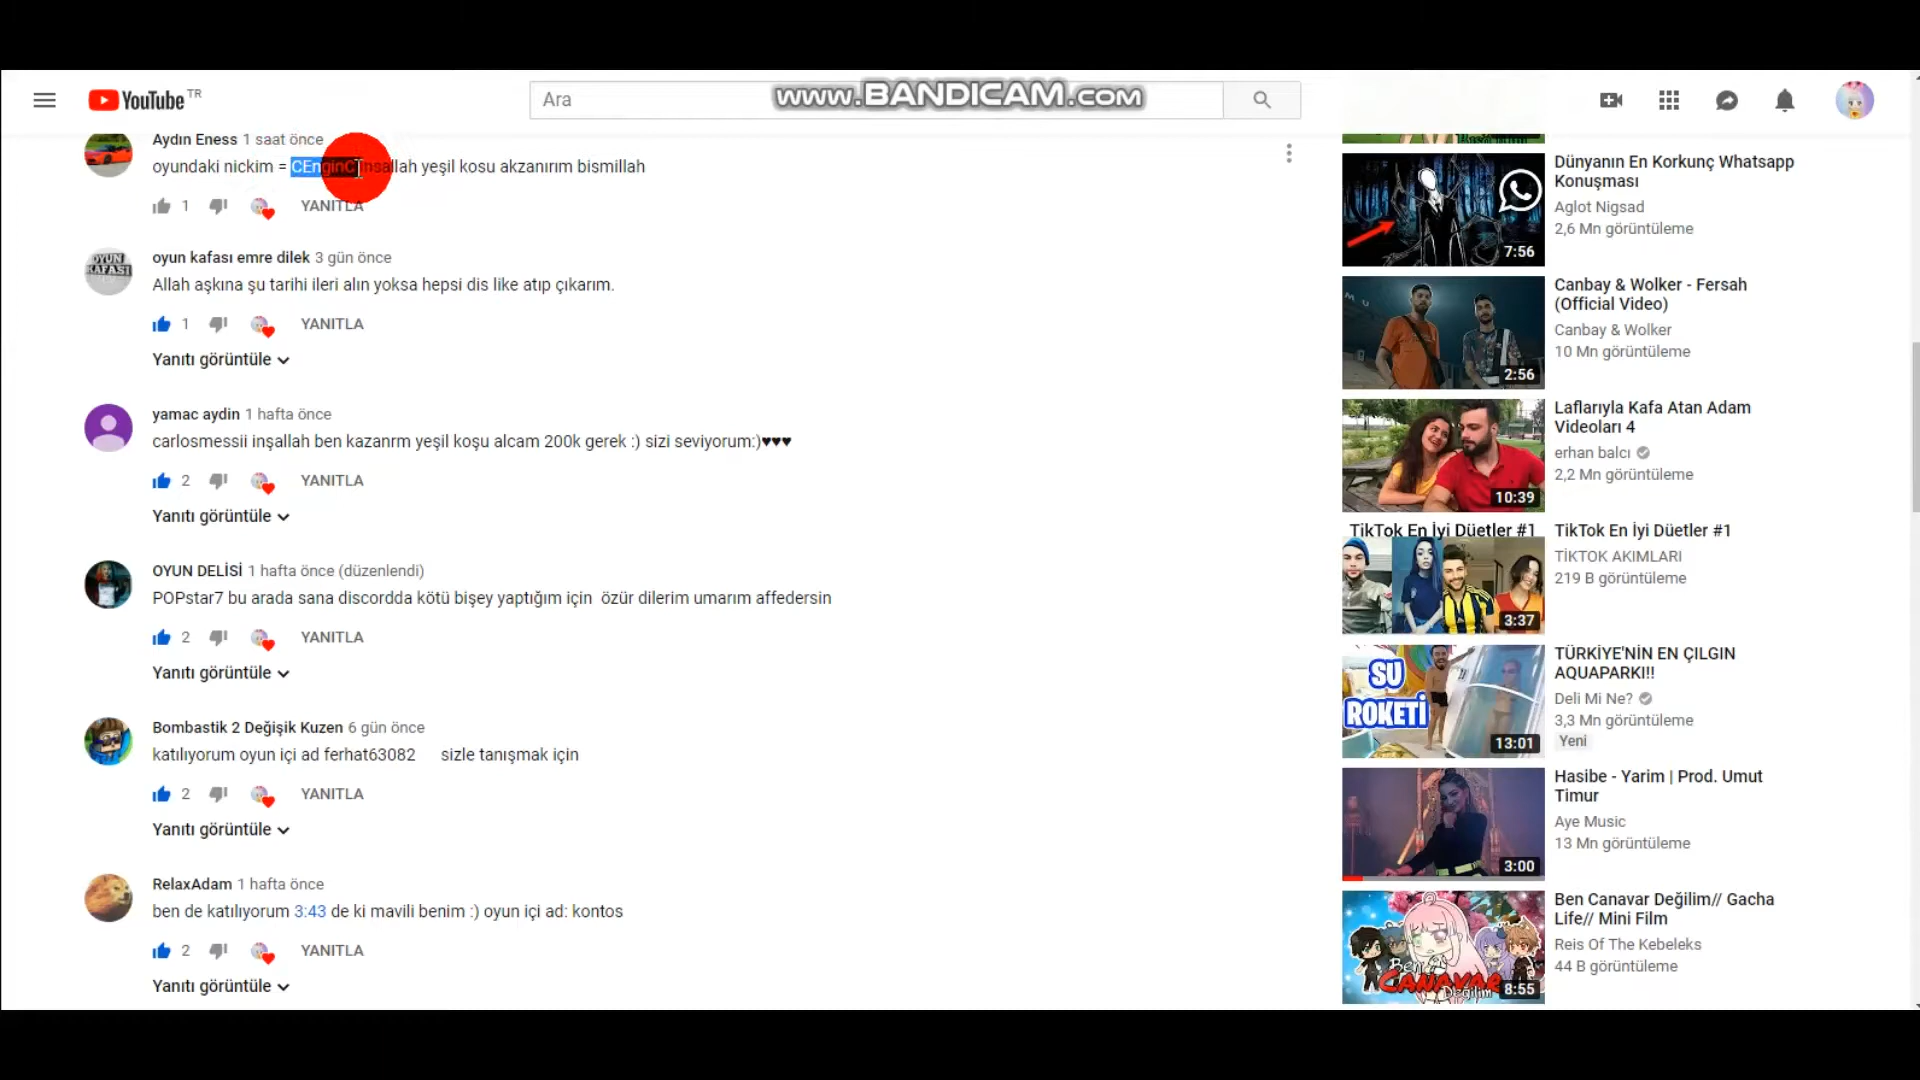 www.BANDICAM.com
YouTube TR
Ara
Aydın Eness 1 saat önce
oyundaki nickim = CEnginC insallah yeşil kosu akzanırım bismillah
1 YANITLA
oyun kafası emre dilek 3 gün önce
OYUN KAFASI
Allah aşkına şu tarihi ileri alın yoksa hepsi dis like atıp çıkarım.
1 YANITLA
Yanıtı görüntüle
yamac aydin 1 hafta önce
carlosmessii inşallah ben kazanrm yeşil koşu alcam 200k gerek :) sizi seviyorum:)♥♥♥
2 YANITLA
Yanıtı görüntüle
OYUN DELİSİ 1 hafta önce (düzenlendi)
POPstar7 bu arada sana discordda kötü bişey yaptığım için özür dilerim umarım affedersin
2 YANITLA
Yanıtı görüntüle
Bombastik 2 Değişik Kuzen 6 gün önce
katılıyorum oyun içi ad ferhat63082 sizle tanışmak için
2 YANITLA
Yanıtı görüntüle
RelaxAdam 1 hafta önce
ben de katılıyorum 3:43 de ki mavili benim :) oyun içi ad: kontos
2 YANITLA
Yanıtı görüntüle
7:56
Dünyanın En Korkunç Whatsapp
Konuşması
Aglot Nigsad
2,6 Mn görüntüleme
2:56
Canbay & Wolker - Fersah
(Official Video)
Canbay & Wolker
10 Mn görüntüleme
10:39
Laflarıyla Kafa Atan Adam
Videoları 4
erhan balcı
2,2 Mn görüntüleme
TikTok En İyi Düetler #1
3:37
TikTok En İyi Düetler #1
TİKTOK AKIMLARI
219 B görüntüleme
SU
ROKETİ
13:01
TÜRKİYE'NİN EN ÇILGIN
AQUAPARKI!!
Deli Mi Ne?
3,3 Mn görüntüleme
Yeni
3:00
Hasibe - Yarim | Prod. Umut
Timur
Aye Music
13 Mn görüntüleme
Ben
CANAVAR
Değilim
8:55
Ben Canavar Değilim// Gacha
Life// Mini Film
Reis Of The Kebeleks
44 B görüntüleme